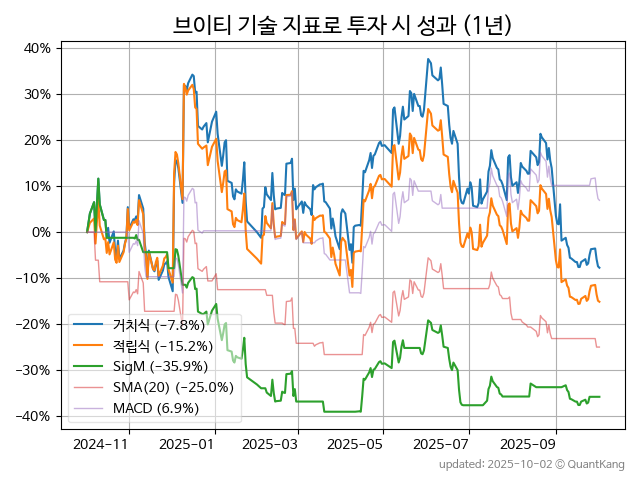 브이티 기술 지표로 투자 시 성과 (1년)
40%
30%
20%
10%
0%
−10%
−20%
−30%
−40%
거치식 (−7.8%)
적립식 (−15.2%)
SigM (−35.9%)
SMA(20) (−25.0%)
MACD (6.9%)
2024-11 2025-01 2025-03 2025-05 2025-07 2025-09
updated: 2025-10-02 © QuantKang